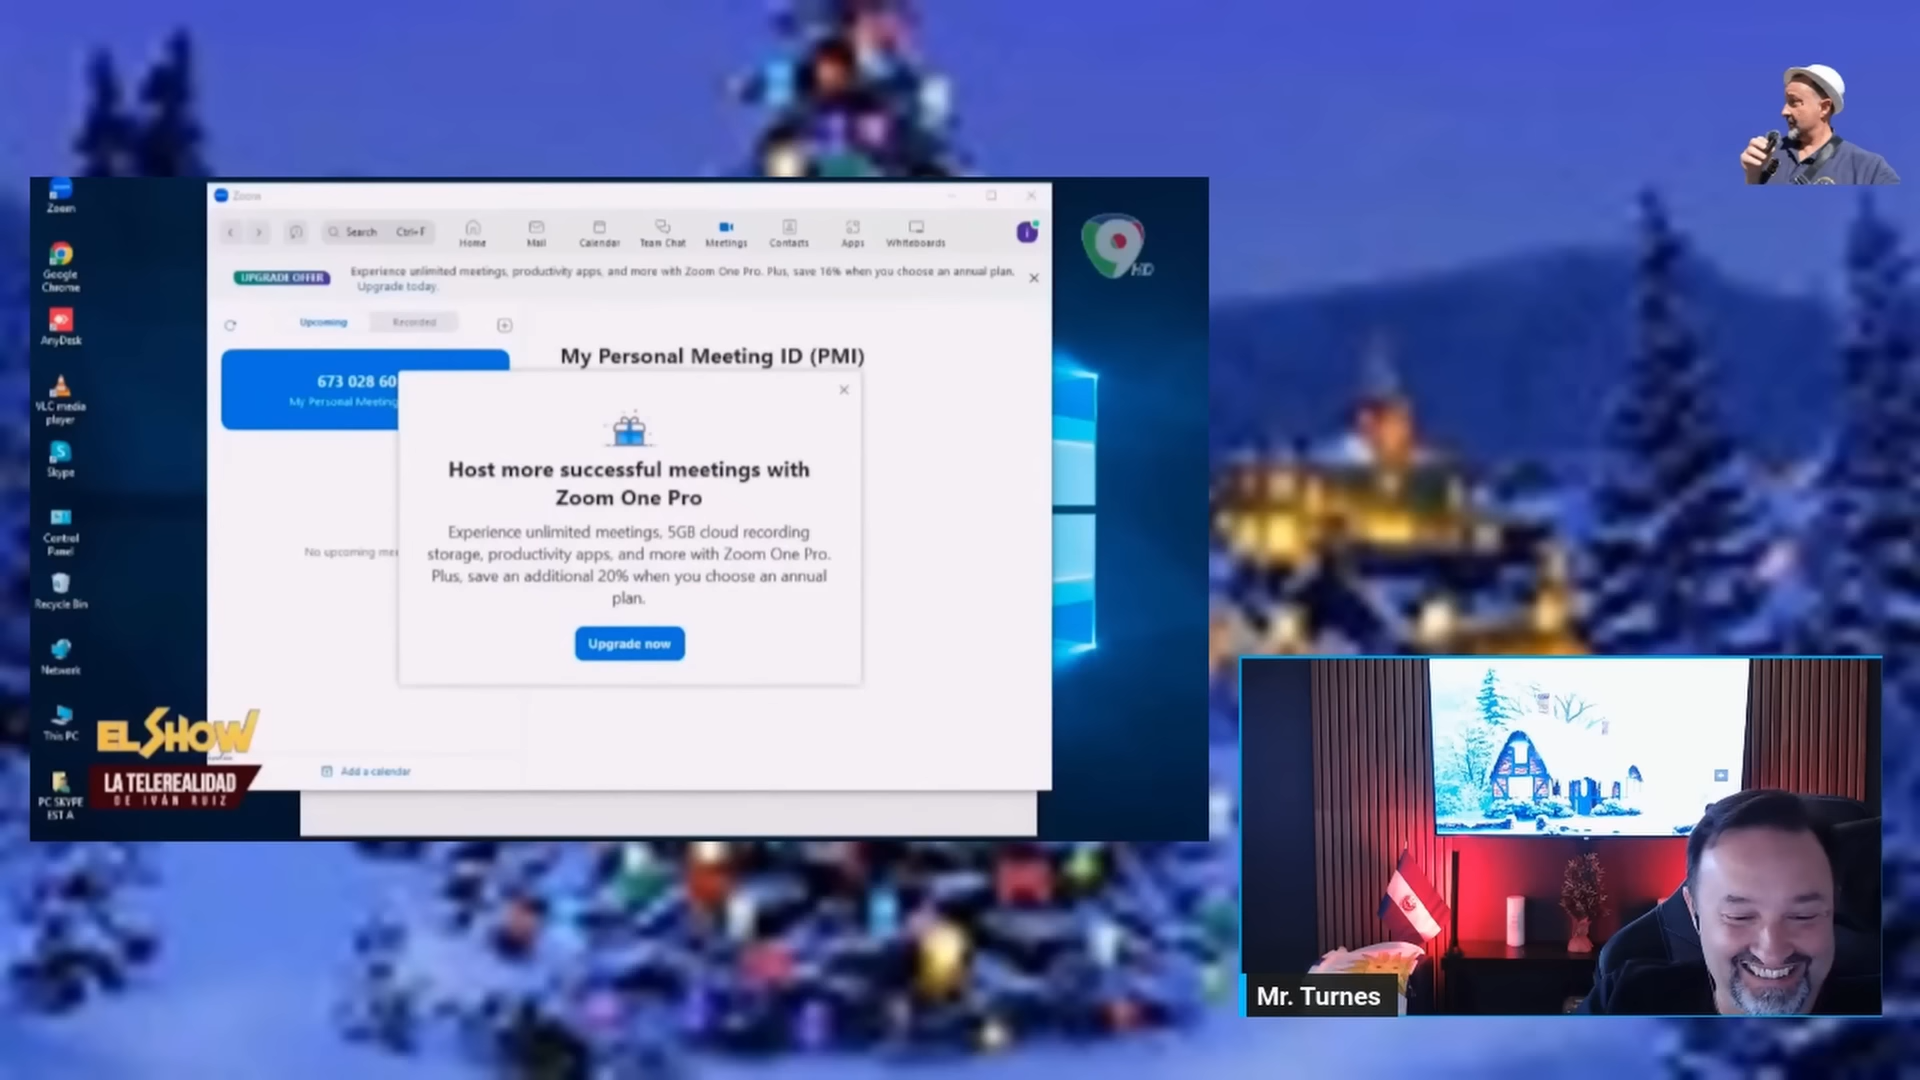 Zoom
Zoom
Google
Chrome
AnyDesk
VLC media
player
Skype
Control
Panel
Recycle Bin
Network
This PC
PC SKYPE
EST A
Search Ctrl+F
Home
Mail
Calendar
Team Chat
Meetings
Contacts
Apps
Whiteboards
UPGRADE OFFER
Experience unlimited meetings, productivity apps, and more with Zoom One Pro. Plus, save 16% when you choose an annual plan.
Upgrade today.
Upcoming
Recorded
My Personal Meeting ID (PMI)
673 028 60
My Personal Meeting
No upcoming
Host more successful meetings with
Zoom One Pro
Experience unlimited meetings, 5GB cloud recording
storage, productivity apps, and more with Zoom One Pro.
Plus, save an additional 20% when you choose an annual
plan.
Upgrade now
Add a calendar
9
HD
EL SHOW
LA TELEREALIDAD
DE IVÁN RUIZ
Mr. Turnes